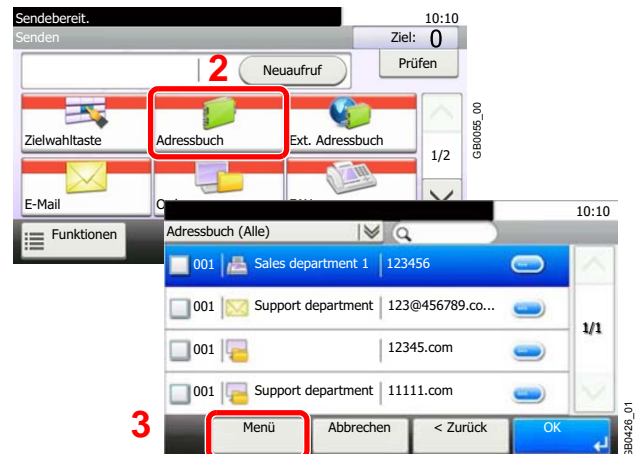 Sendebereit.
10:10
Senden
Ziel: 0
2
Neuaufruf
Prüfen
Zielwahltaste
Adressbuch
Ext. Adressbuch
1/2
GB0055_00
E-Mail
Funktionen
10:10
Adressbuch (Alle)
001 Sales department 1 123456
001 Support department 123@456789.co...
1/1
001 12345.com
001 Support department 11111.com
3
Menü
Abbrechen
< Zurück
OK
GB0426_01